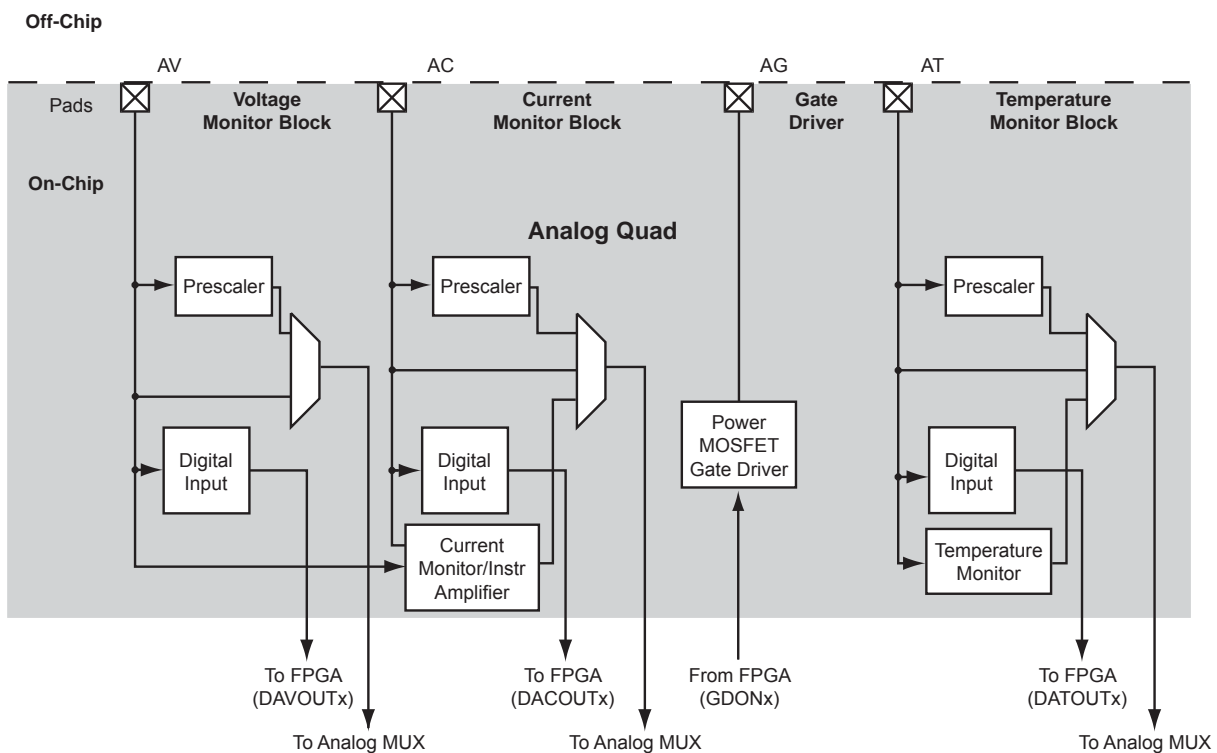 Off-Chip
AV
AC
AG
AT
Pads
Voltage
Monitor Block
Current
Monitor Block
Gate
Driver
Temperature
Monitor Block
On-Chip
Analog Quad
Prescaler
Prescaler
Prescaler
Power
MOSFET
Gate Driver
Digital
Input
Digital
Input
Digital
Input
Current
Monitor/Instr
Amplifier
Temperature
Monitor
To FPGA
(DAVOUTx)
To FPGA
(DACOUTx)
From FPGA
(GDONx)
To FPGA
(DATOUTx)
To Analog MUX
To Analog MUX
To Analog MUX